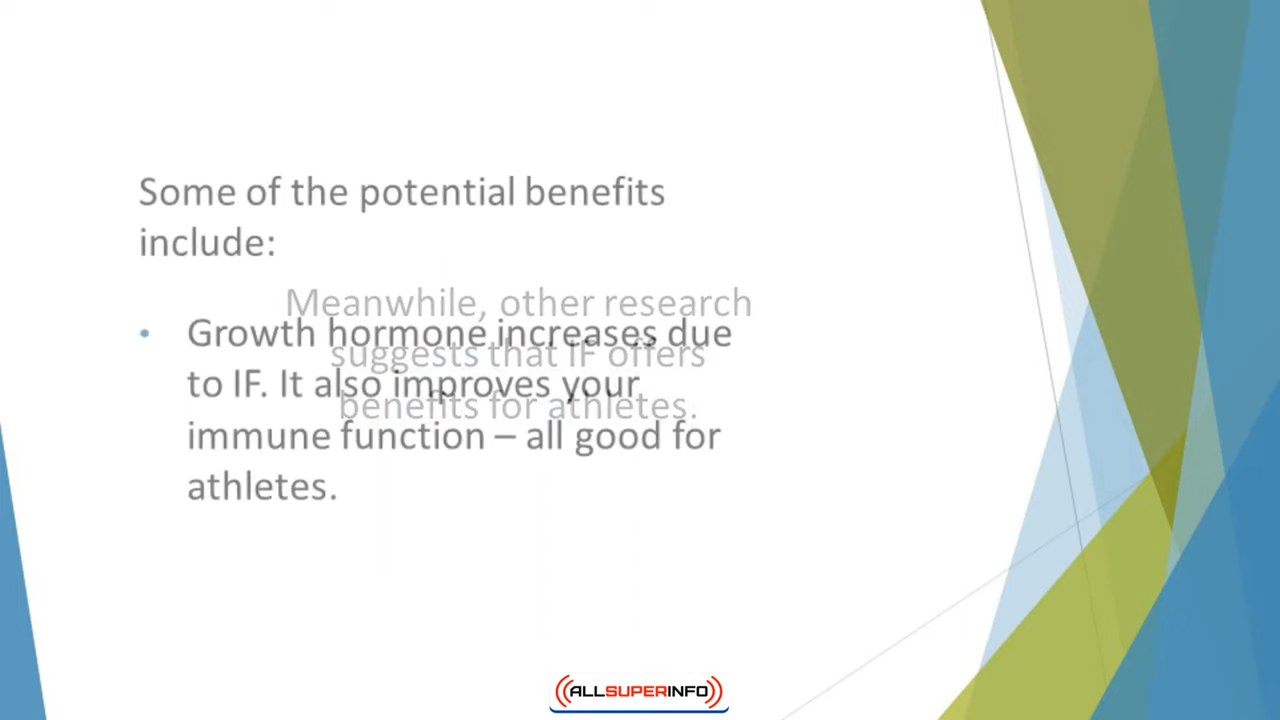 Some of the potential benefits
include:
Meanwhile, other research
suggests that IF offers
benefits for athletes.
• Growth hormone increases due
to IF. It also improves your
immune function – all good for
athletes.
ALLSUPERINFO